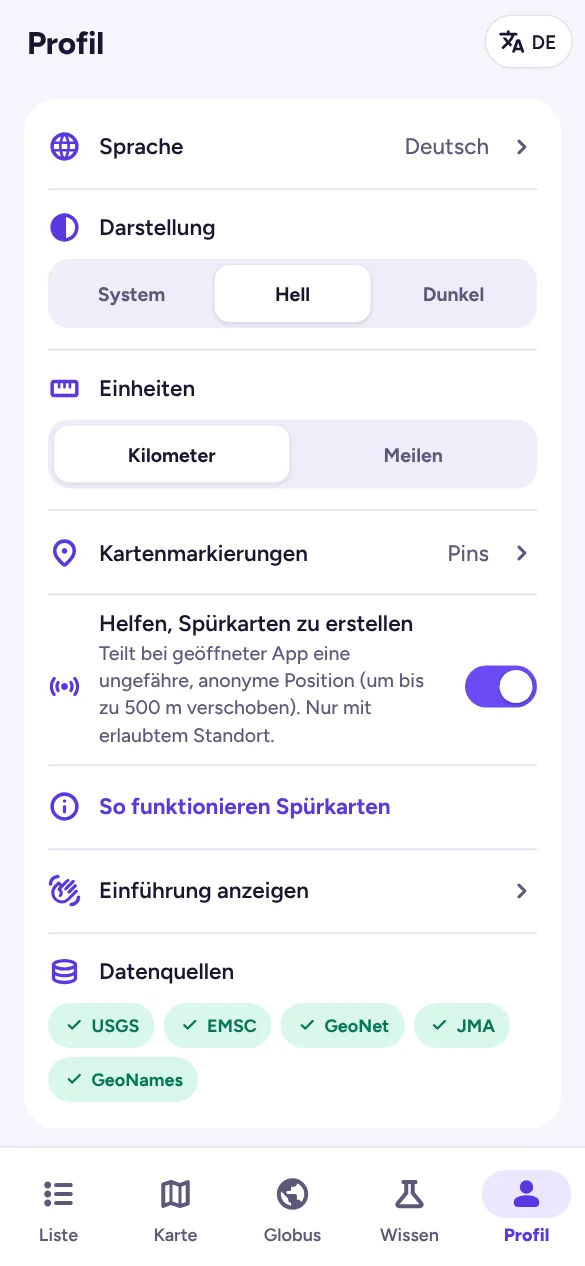 Profil
DE
Sprache
Deutsch
Darstellung
System
Hell
Dunkel
Einheiten
Kilometer
Meilen
Kartenmarkierungen
Pins
Helfen, Spürkarten zu erstellen
Teilt bei geöffneter App eine
ungefähre, anonyme Position (um bis
zu 500 m verschoben). Nur mit
erlaubtem Standort.
So funktionieren Spürkarten
Einführung anzeigen
Datenquellen
USGS
EMSC
GeoNet
JMA
GeoNames
Liste
Karte
Globus
Wissen
Profil